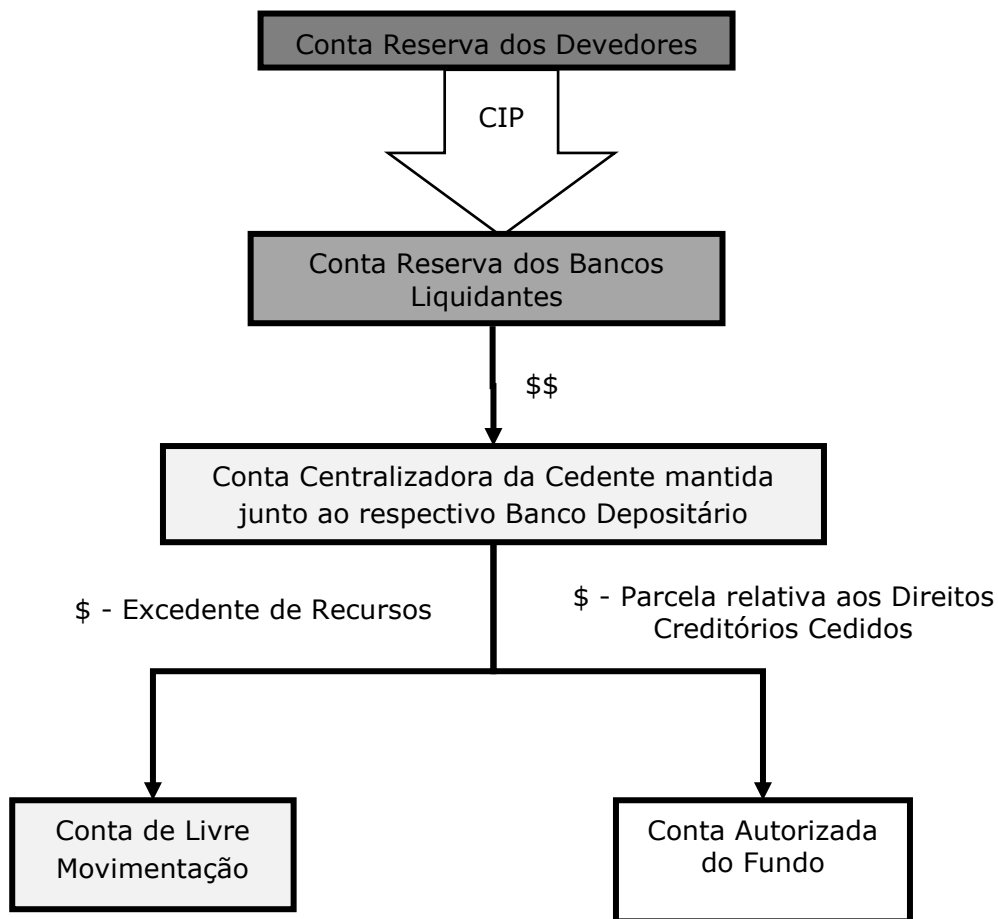 Conta Reserva dos Devedores
CIP
Conta Reserva dos Bancos
Liquidantes
$$
Conta Centralizadora da Cedente mantida
junto ao respectivo Banco Depositário
$ - Excedente de Recursos
$ - Parcela relativa aos Direitos
Creditórios Cedidos
Conta de Livre
Movimentação
Conta Autorizada
do Fundo